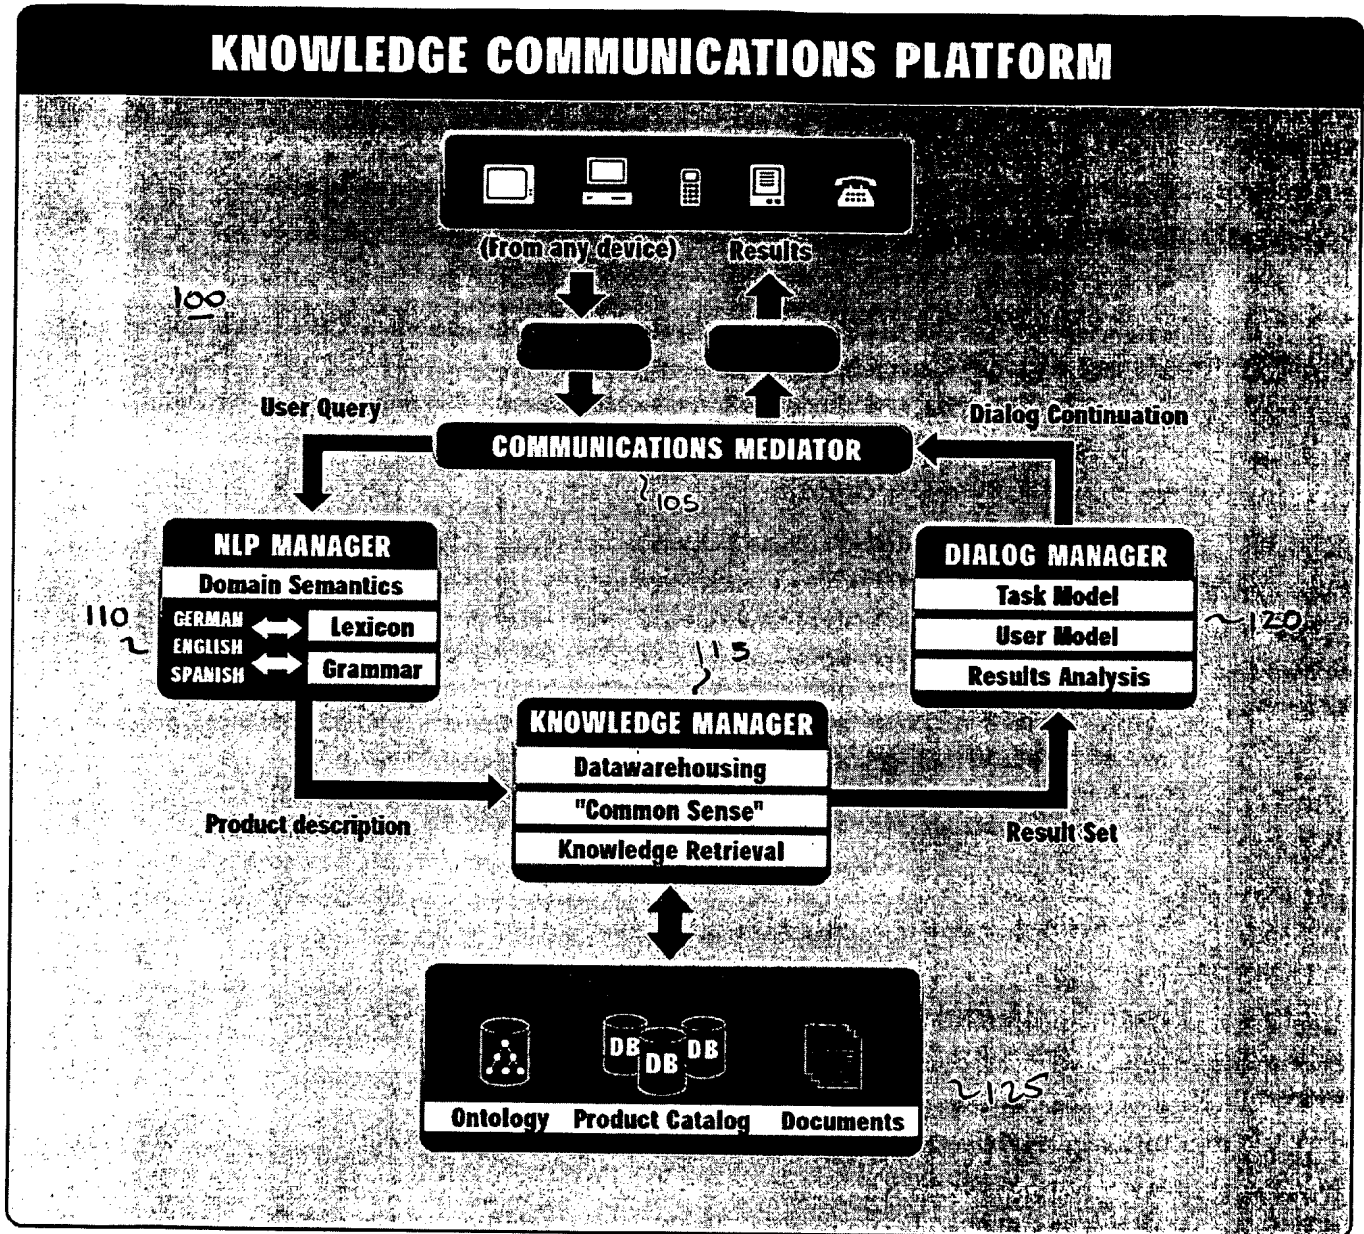 KNOWLEDGE COMMUNICATIONS PLATFORM
(From any device)
Results
100
User Query
Dialog Continuation
COMMUNICATIONS MEDIATOR
105
NLP MANAGER
Domain Semantics
GERMAN
ENGLISH
SPANISH
Lexicon
Grammar
110
DIALOG MANAGER
Task Model
User Model
Results Analysis
120
115
KNOWLEDGE MANAGER
Datawarehousing
"Common Sense"
Knowledge Retrieval
Product description
Result Set
DB
DB
DB
Ontology
Product Catalog
Documents
125